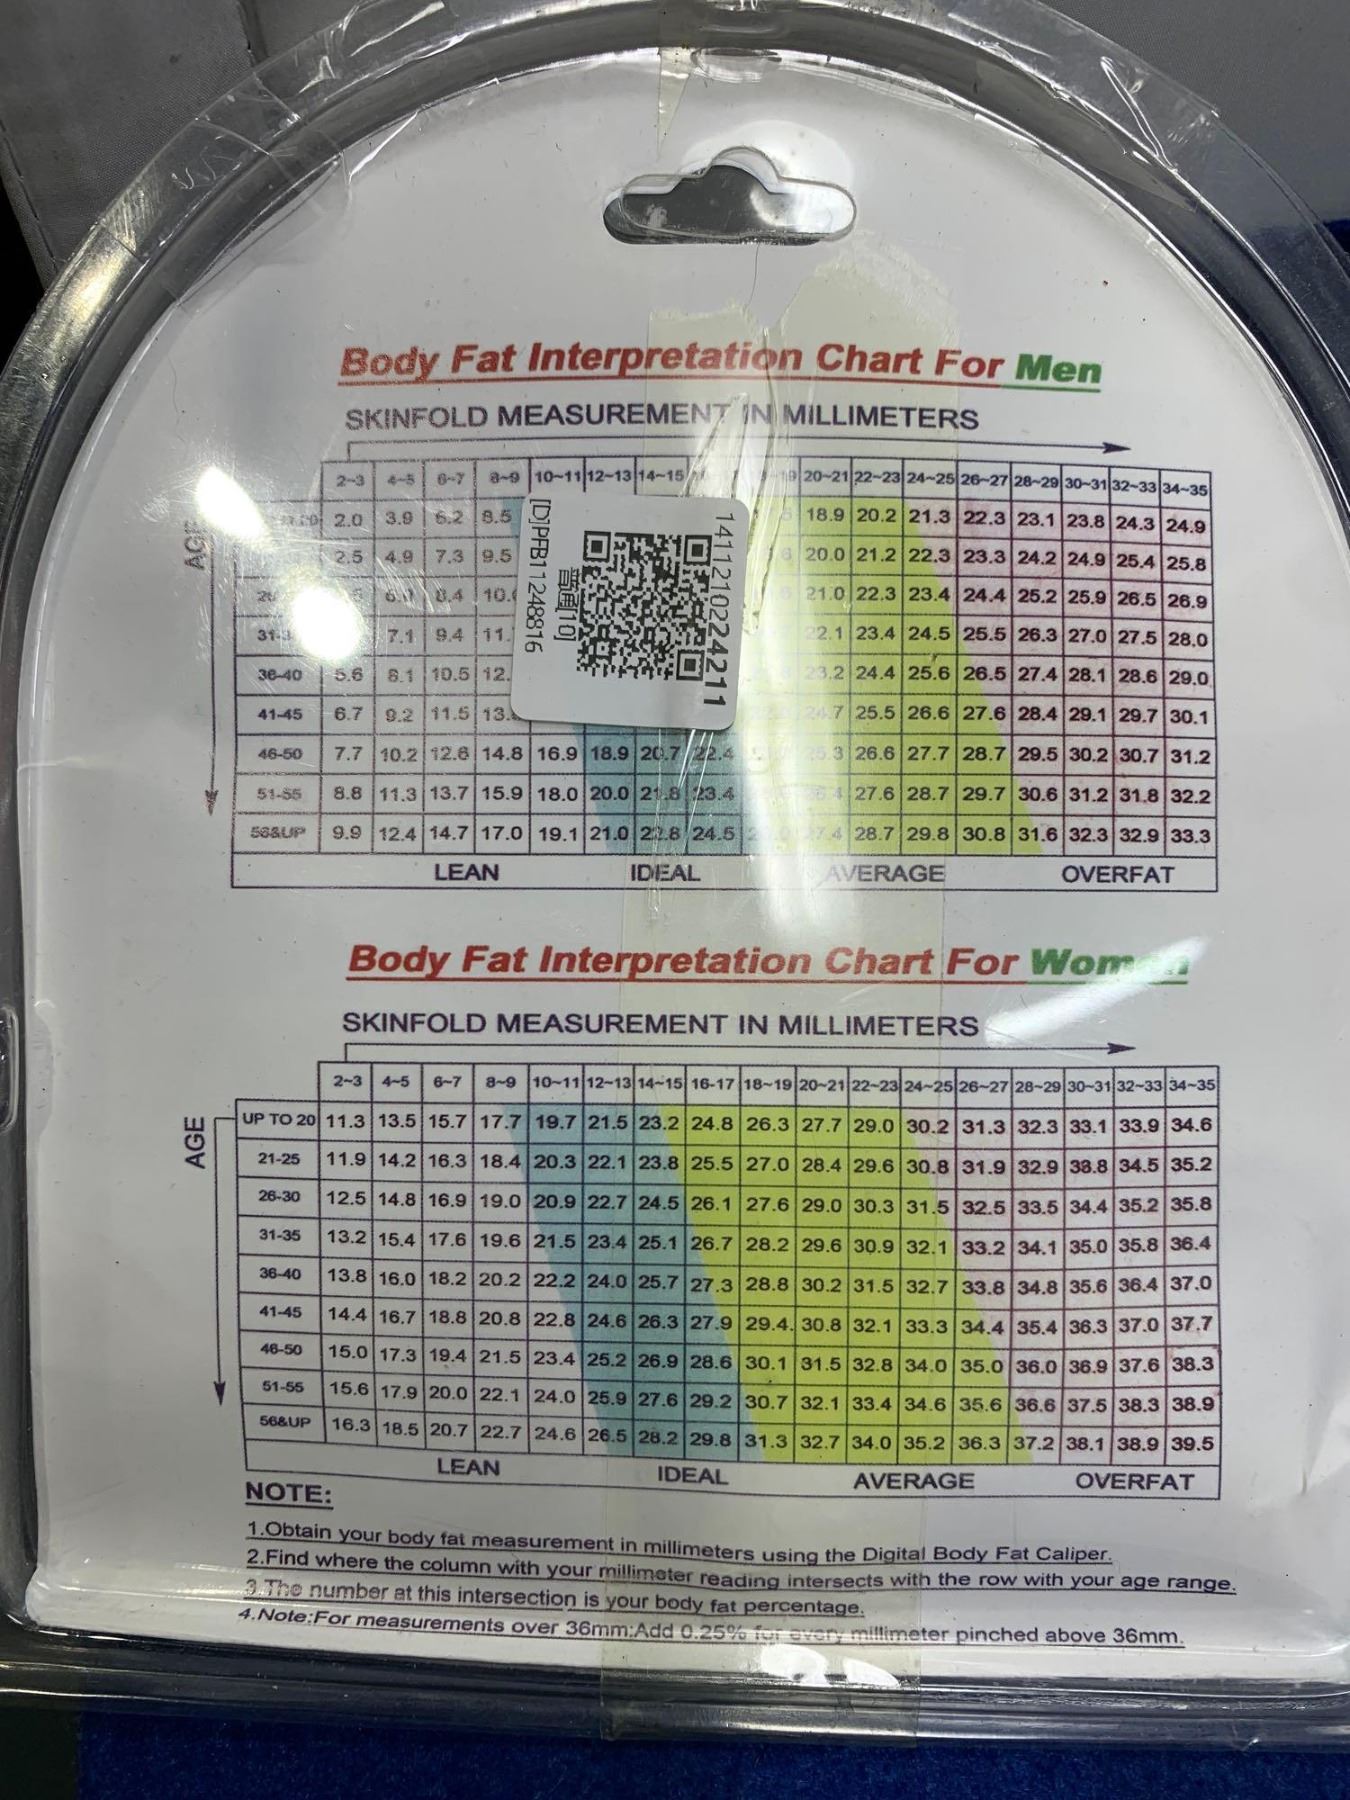 Body Fat Interpretation Chart For Men
SKINFOLD MEASUREMENT IN MILLIMETERS
2~3 4~5 6~7 8~9 10~11 12~13 14~15 20~21 22~23 24~25 26~27 28~29 30~31 32~33 34~35
AGE
2.0 3.9 6.2 8.5 18.9 20.2 21.3 22.3 23.1 23.8 24.3 24.9
2.5 4.9 7.3 9.5 20.0 21.2 22.3 23.3 24.2 24.9 25.4 25.8
8.4 21.0 22.3 23.4 24.4 25.2 25.9 26.5 26.9
7.1 9.4 22.1 23.4 24.5 25.5 26.3 27.0 27.5 28.0
36-40 5.6 8.1 10.5 23.2 24.4 25.6 26.5 27.4 28.1 28.6 29.0
41-45 6.7 9.2 11.5 24.7 25.5 26.6 27.6 28.4 29.1 29.7 30.1
46-50 7.7 10.2 12.6 14.8 16.9 18.9 20.7 22.4 25.3 26.6 27.7 28.7 29.5 30.2 30.7 31.2
51-55 8.8 11.3 13.7 15.9 18.0 20.0 21.8 23.4 27.6 28.7 29.7 30.6 31.2 31.8 32.2
56&UP 9.9 12.4 14.7 17.0 19.1 21.0 22.8 24.5 27.4 28.7 29.8 30.8 31.6 32.3 32.9 33.3
LEAN IDEAL AVERAGE OVERFAT
1411210224211
普通[10]
[D]PFB11248816
Body Fat Interpretation Chart For Women
SKINFOLD MEASUREMENT IN MILLIMETERS
2~3 4~5 6~7 8~9 10~11 12~13 14~15 16-17 18~19 20~21 22~23 24~25 26~27 28~29 30~31 32~33 34~35
AGE
UP TO 20 11.3 13.5 15.7 17.7 19.7 21.5 23.2 24.8 26.3 27.7 29.0 30.2 31.3 32.3 33.1 33.9 34.6
21-25 11.9 14.2 16.3 18.4 20.3 22.1 23.8 25.5 27.0 28.4 29.6 30.8 31.9 32.9 38.8 34.5 35.2
26-30 12.5 14.8 16.9 19.0 20.9 22.7 24.5 26.1 27.6 29.0 30.3 31.5 32.5 33.5 34.4 35.2 35.8
31-35 13.2 15.4 17.6 19.6 21.5 23.4 25.1 26.7 28.2 29.6 30.9 32.1 33.2 34.1 35.0 35.8 36.4
36-40 13.8 16.0 18.2 20.2 22.2 24.0 25.7 27.3 28.8 30.2 31.5 32.7 33.8 34.8 35.6 36.4 37.0
41-45 14.4 16.7 18.8 20.8 22.8 24.6 26.3 27.9 29.4. 30.8 32.1 33.3 34.4 35.4 36.3 37.0 37.7
46-50 15.0 17.3 19.4 21.5 23.4 25.2 26.9 28.6 30.1 31.5 32.8 34.0 35.0 36.0 36.9 37.6 38.3
51-55 15.6 17.9 20.0 22.1 24.0 25.9 27.6 29.2 30.7 32.1 33.4 34.6 35.6 36.6 37.5 38.3 38.9
56&UP 16.3 18.5 20.7 22.7 24.6 26.5 28.2 29.8 31.3 32.7 34.0 35.2 36.3 37.2 38.1 38.9 39.5
LEAN IDEAL AVERAGE OVERFAT
NOTE:
1.Obtain your body fat measurement in millimeters using the Digital Body Fat Caliper.
2.Find where the column with your millimeter reading intersects with the row with your age range.
3.The number at this intersection is your body fat percentage.
4.Note:For measurements over 36mm:Add 0.25% for every millimeter pinched above 36mm.